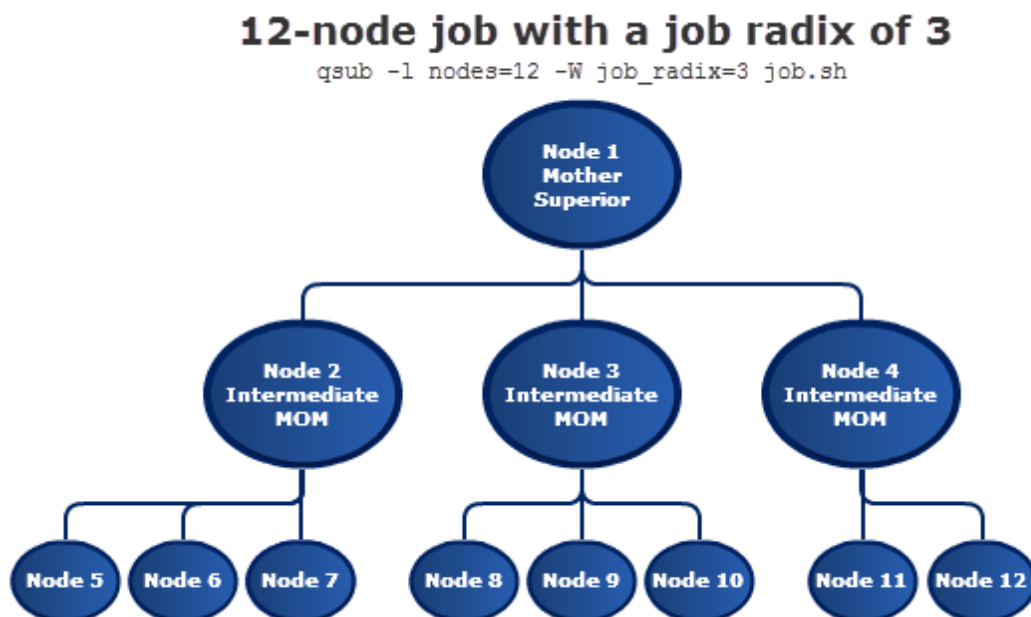 12-node job with a job radix of 3
qsub -l nodes=12 -W job_radix=3 job.sh
Node 1
Mother
Superior
Node 2
Intermediate
MOM
Node 3
Intermediate
MOM
Node 4
Intermediate
MOM
Node 5
Node 6
Node 7
Node 8
Node 9
Node 10
Node 11
Node 12